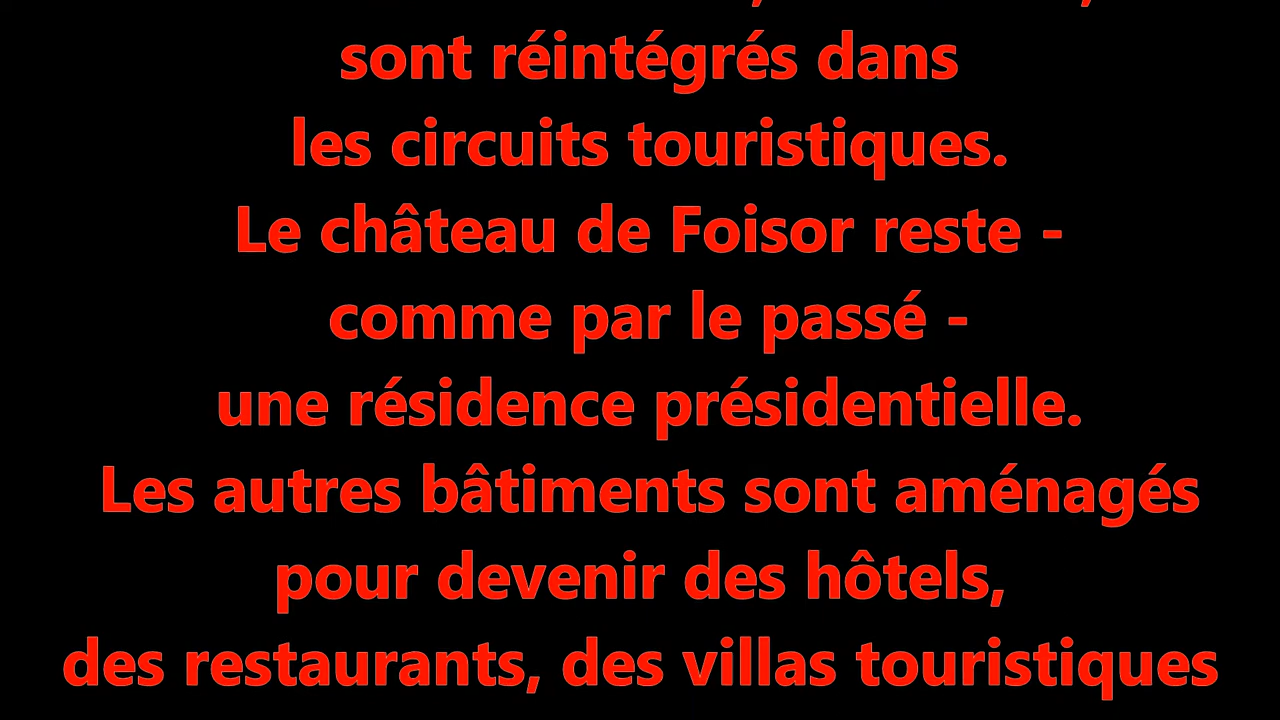 sont réintégrés dans
les circuits touristiques.
Le château de Foisor reste -
comme par le passé -
une résidence présidentielle.
Les autres bâtiments sont aménagés
pour devenir des hôtels,
des restaurants, des villas touristiques